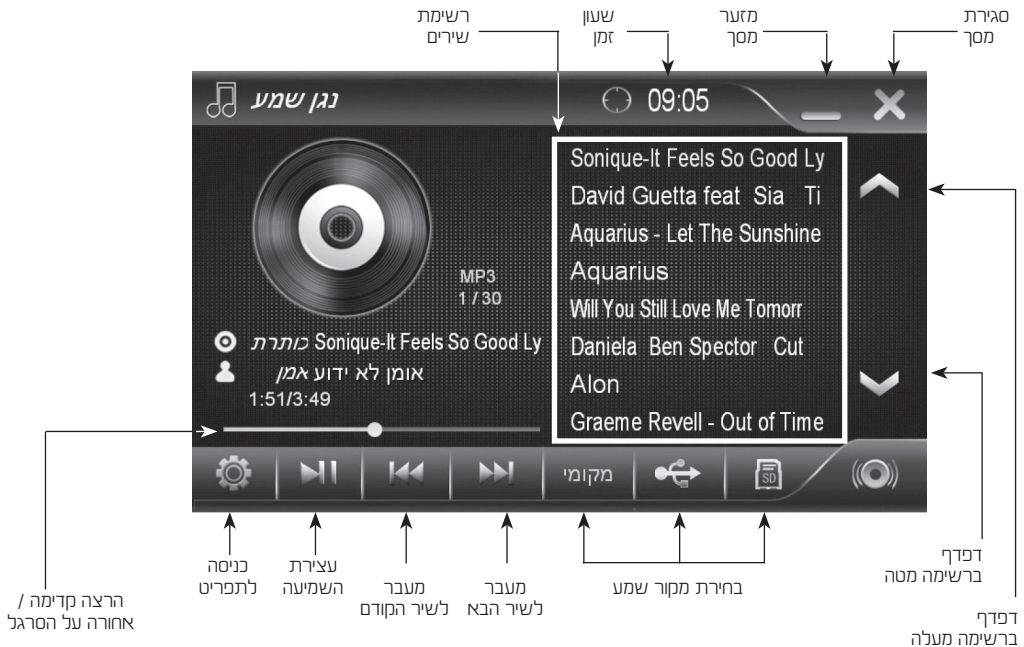 סגירת
מסך
מזער
מסך
שעון
זמן
רשימת
שירים
נגן שמע
09:05
Sonique-It Feels So Good Ly
David Guetta feat Sia Ti
Aquarius - Let The Sunshine
Aquarius
Will You Still Love Me Tomorr
Daniela Ben Spector Cut
Alon
Graeme Revell - Out of Time
MP3
1 / 30
כותרת Sonique-It Feels So Good Ly
אומן לא ידוע אמן
1:51/3:49
מקומי
SD
דפדף
ברשימה מעלה
דפדף
ברשימה מטה
בחירת מקור שמע
מעבר
לשיר הבא
מעבר
לשיר הקודם
עצירת
השמיעה
כניסה
לתפריט
הרצה קדימה /
אחורה על הסרגל